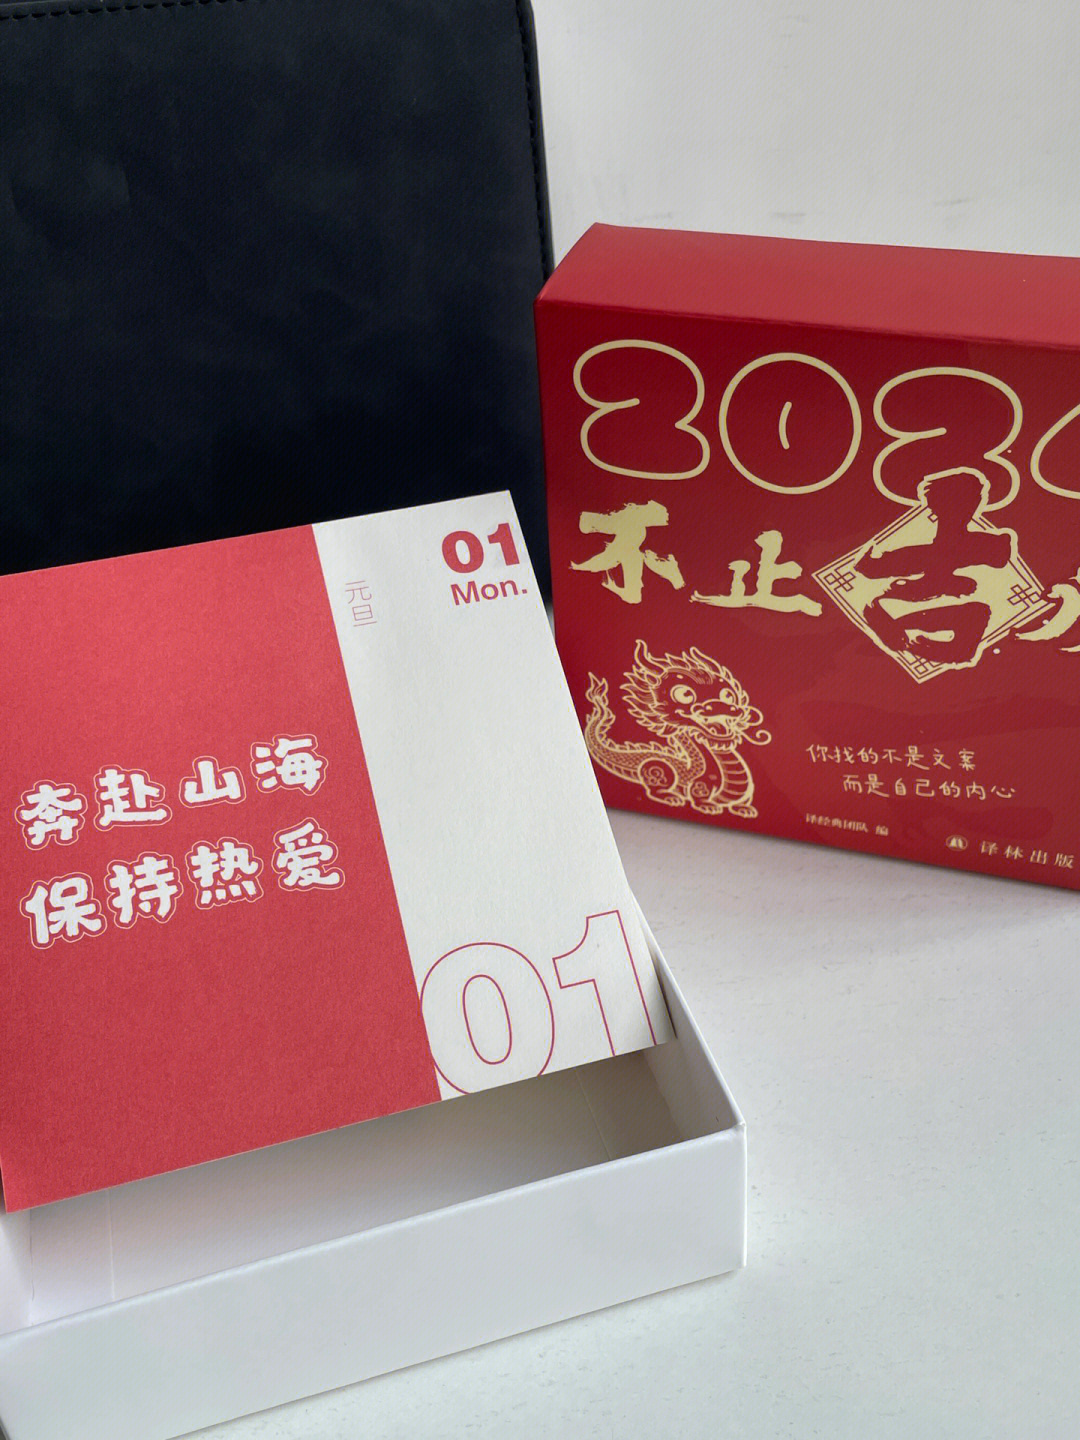 01
Mon.
元旦
奔赴山海
保持热爱
01
2024
不止
你找的不是文案
而是自己的内心
译经典团队 编
译林出版